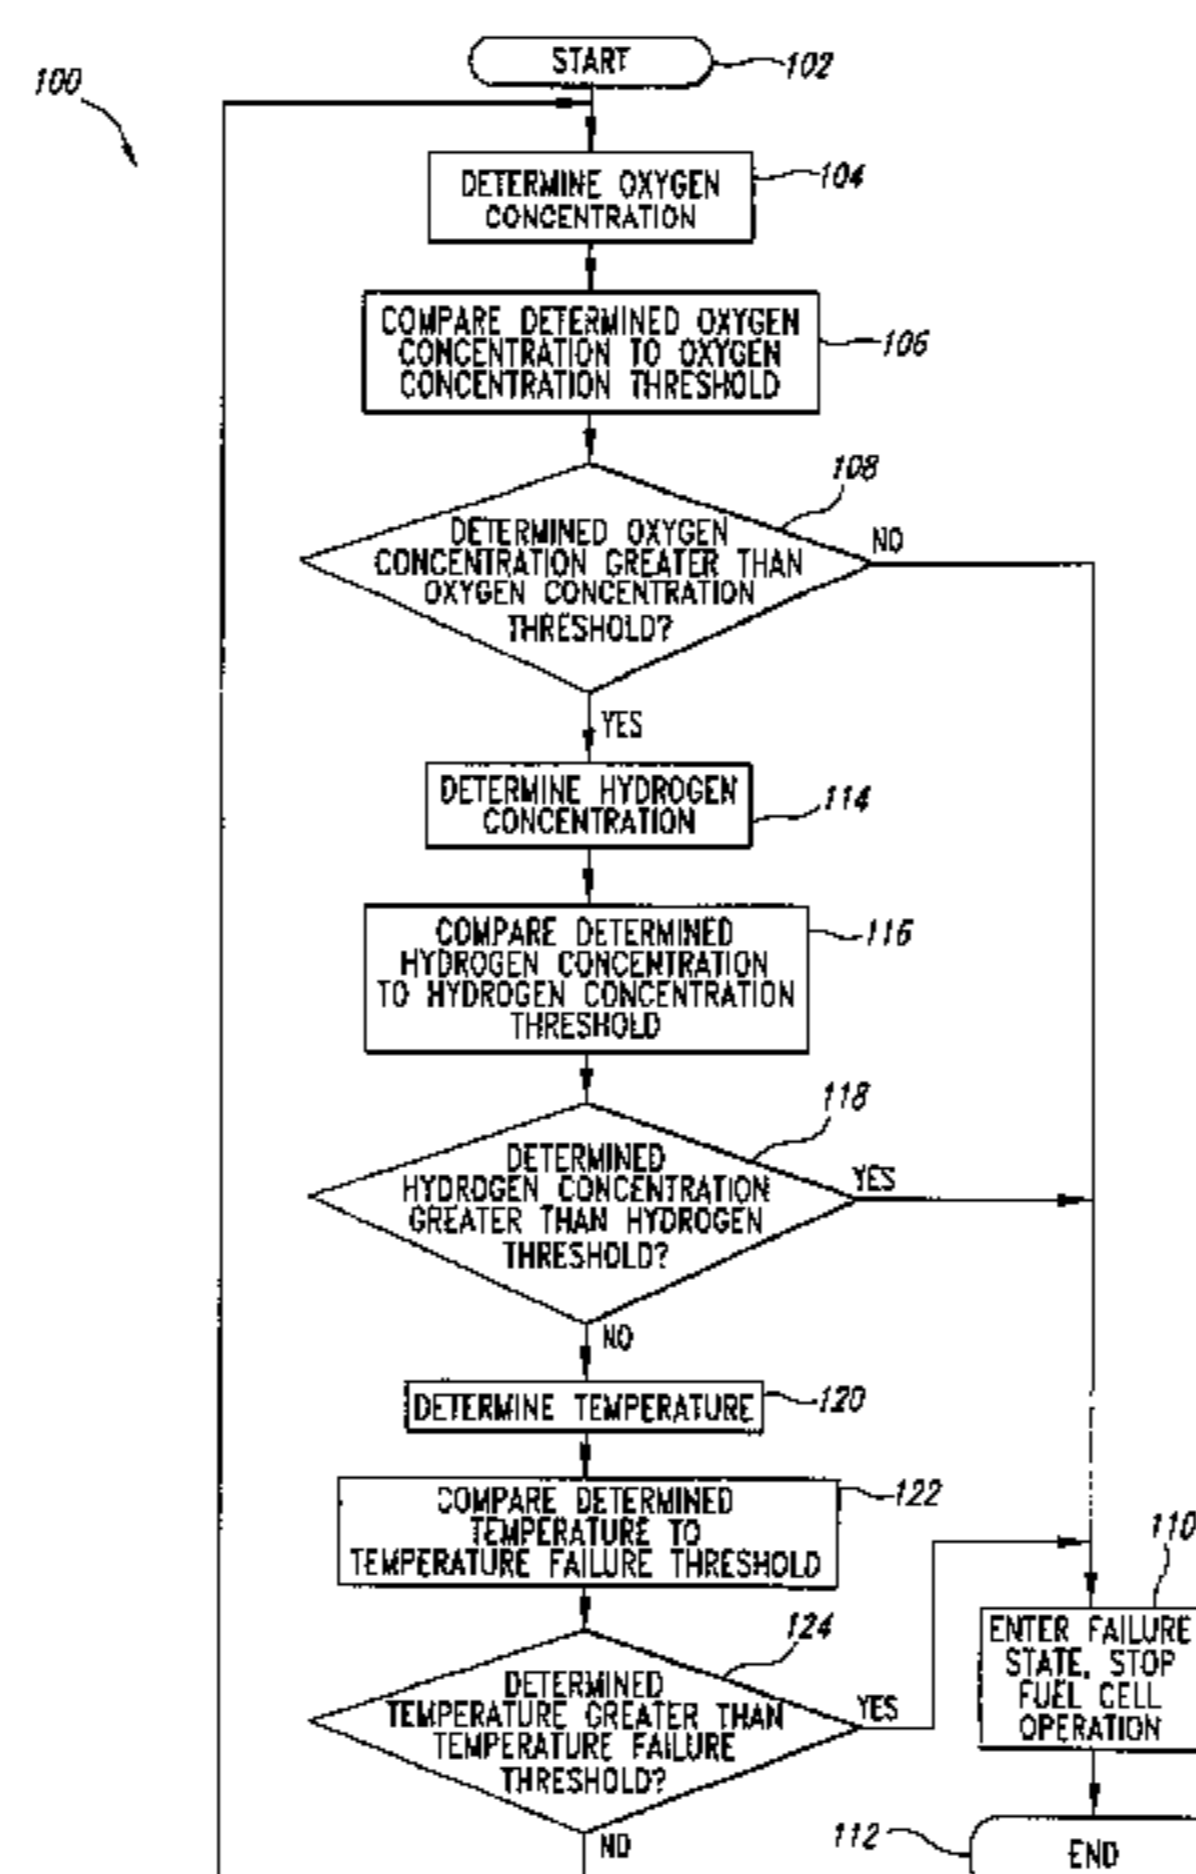 100
START
102
DETERMINE OXYGEN
CONCENTRATION
104
COMPARE DETERMINED OXYGEN
CONCENTRATION TO OXYGEN
CONCENTRATION THRESHOLD
106
108
DETERMINED OXYGEN
CONCENTRATION GREATER THAN
OXYGEN CONCENTRATION
THRESHOLD?
NO
YES
DETERMINE HYDROGEN
CONCENTRATION
114
COMPARE DETERMINED
HYDROGEN CONCENTRATION
TO HYDROGEN CONCENTRATION
THRESHOLD
116
118
DETERMINED
HYDROGEN CONCENTRATION
GREATER THAN HYDROGEN
THRESHOLD?
YES
NO
DETERMINE TEMPERATURE
120
COMPARE DETERMINED
TEMPERATURE TO
TEMPERATURE FAILURE THRESHOLD
122
124
DETERMINED
TEMPERATURE GREATER THAN
TEMPERATURE FAILURE
THRESHOLD?
YES
NO
110
ENTER FAILURE
STATE, STOP
FUEL CELL
OPERATION
112
END